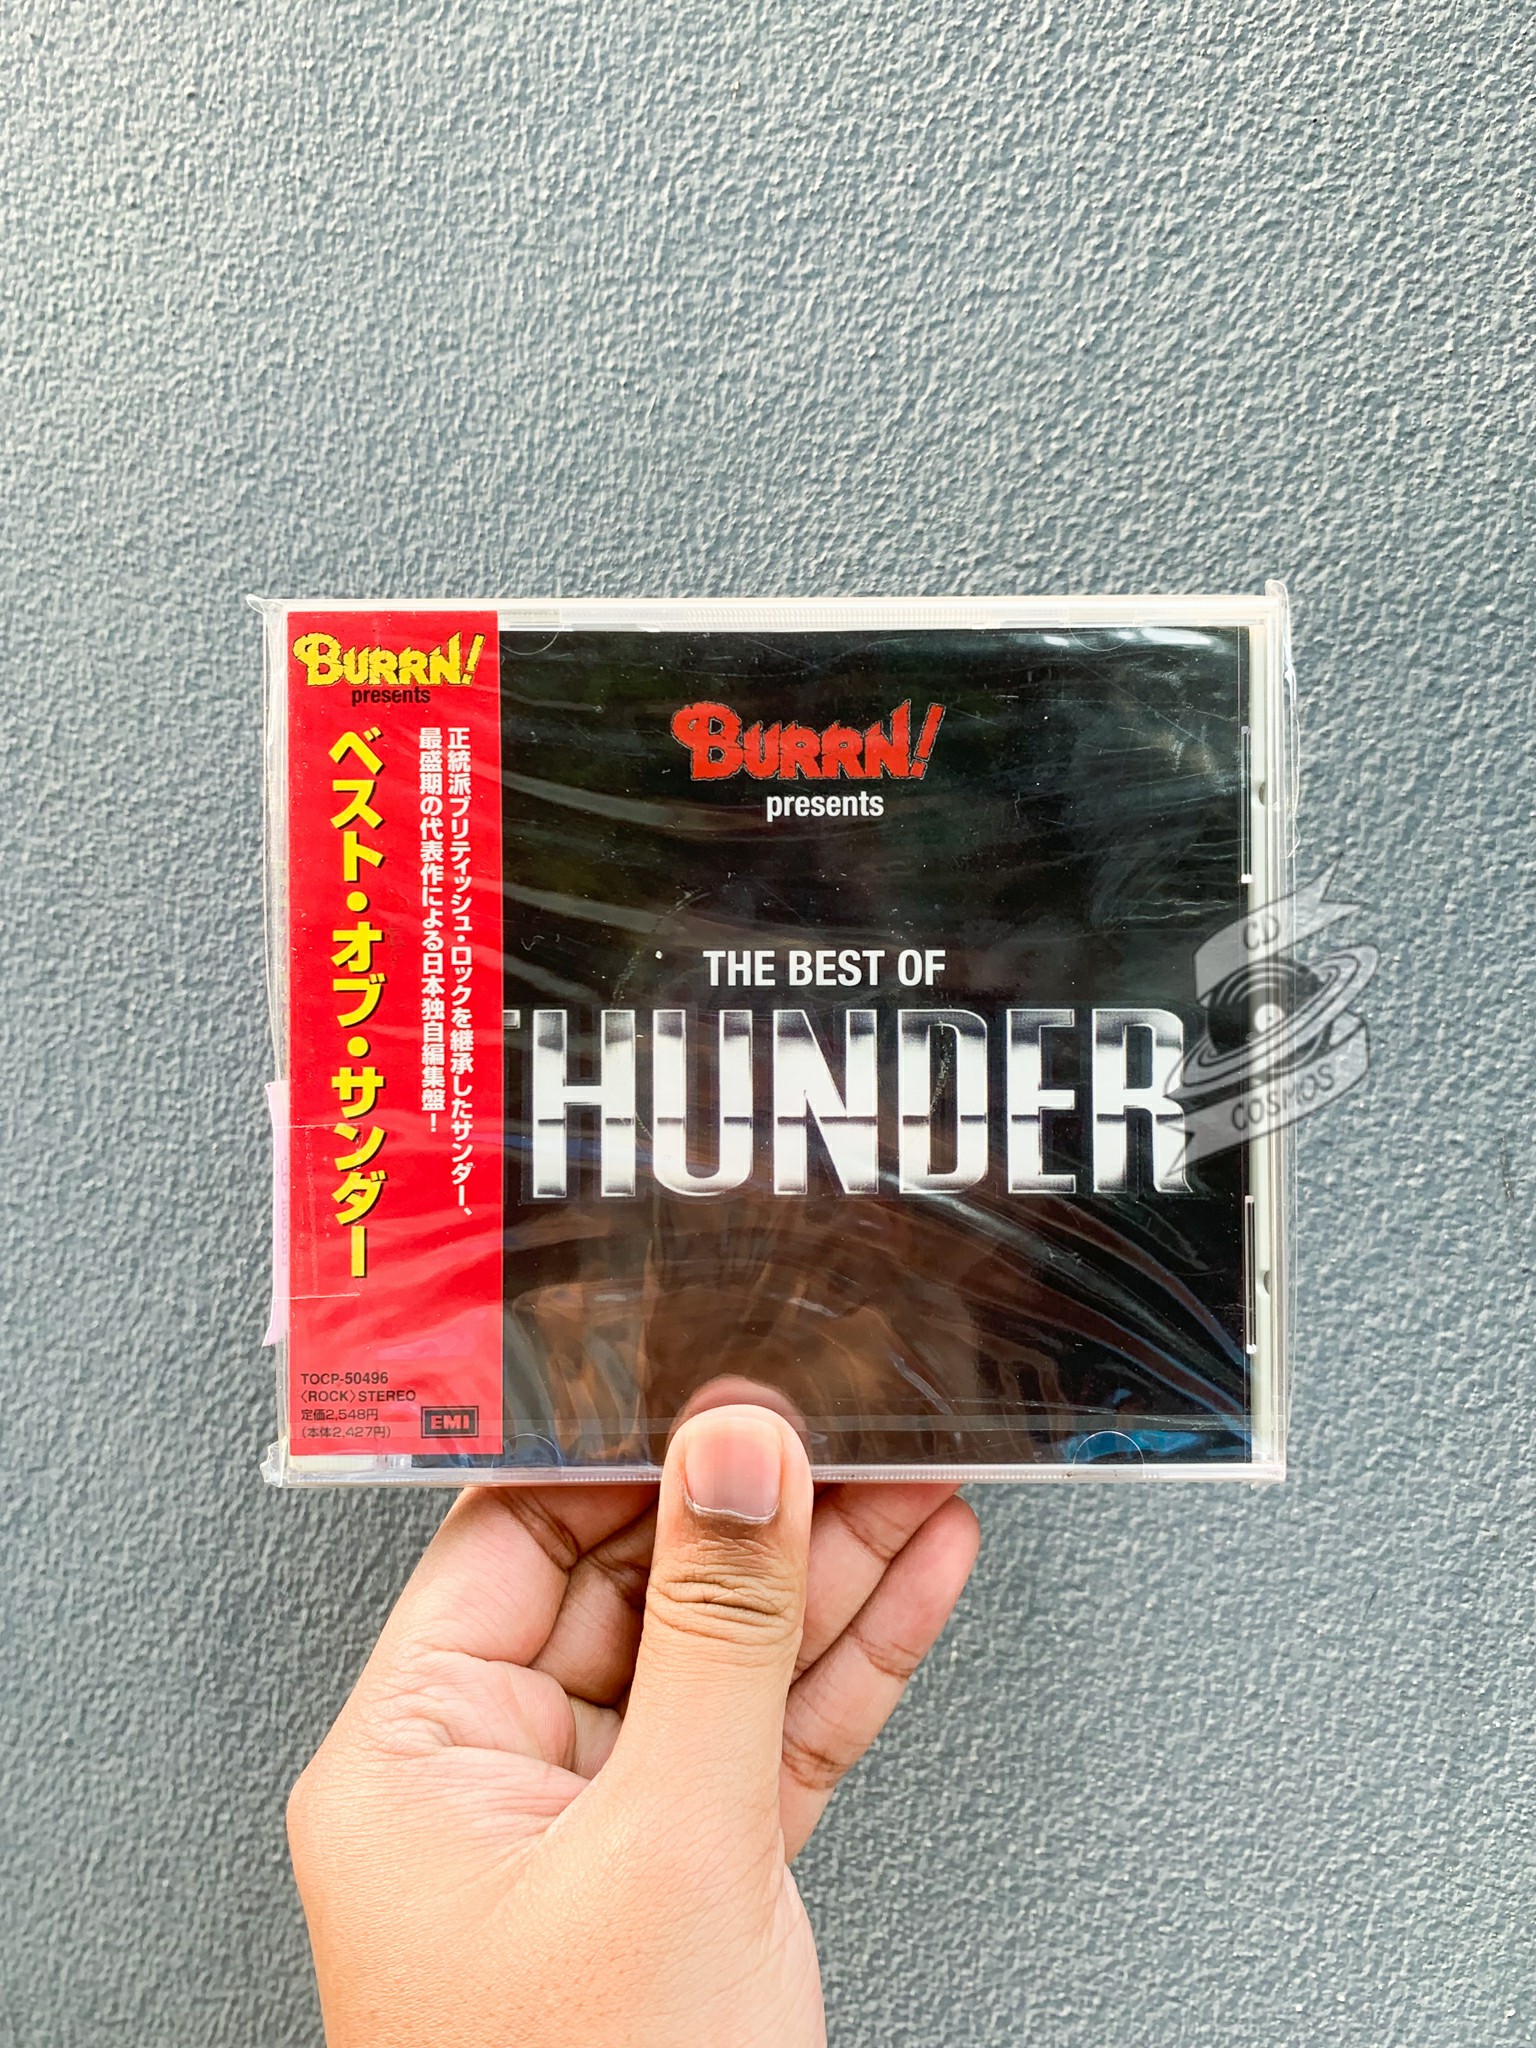 BURRN!
presents
正統派ブリティッシュ・ロックを継承したサンダー、
最盛期の代表作による日本独自編集盤！
ベスト・オブ・サンダー
TOCP-50496
〈ROCK〉STEREO
定価2,548円
(本体2,427円)
EMI
BURRN!
presents
THE BEST OF
THUNDER
CD
COSMOS